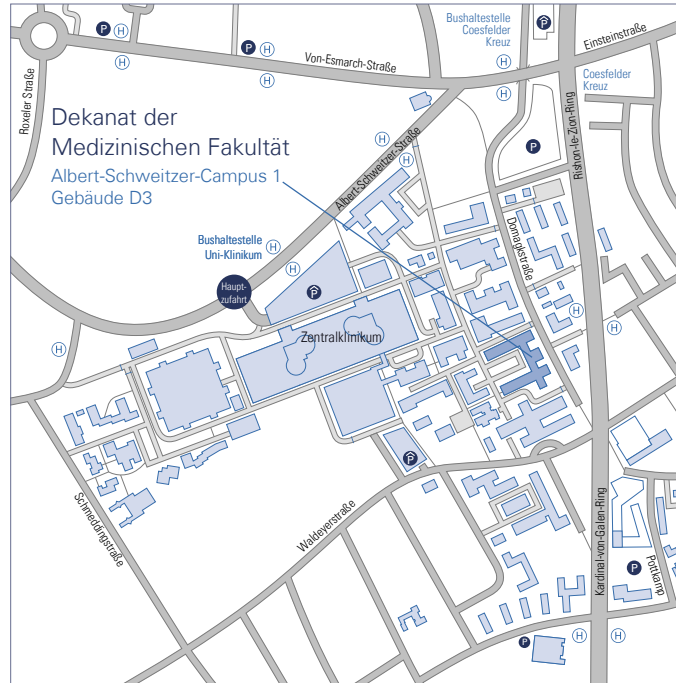 Bushaltestelle
Coesfelder
Kreuz
P
P
H
P
H
H
H
H
Von-Esmarch-Straße
Einsteinstraße
Coesfelder
Kreuz
H
H
Roxeler Straße
Rishon-le-Zion-Ring
Dekanat der
Medizinischen Fakultät
Albert-Schweitzer-Campus 1
Gebäude D3
H
H
P
Albert-Schweitzer-Straße
Domagkstraße
Bushaltestelle
Uni-Klinikum
H
H
Haupt-
zufahrt
P
H
H
H
Zentralklinikum
P
Schmeddingstraße
Waldeyerstraße
Kardinal-von-Galen-Ring
Pottkamp
P
P
H
H